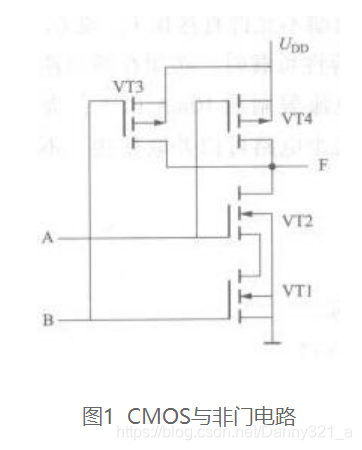 U_DD
VT3
VT4
F
VT2
A
VT1
B
图1 CMOS与非门电路
https://blog.csdn.net/Danny321_a